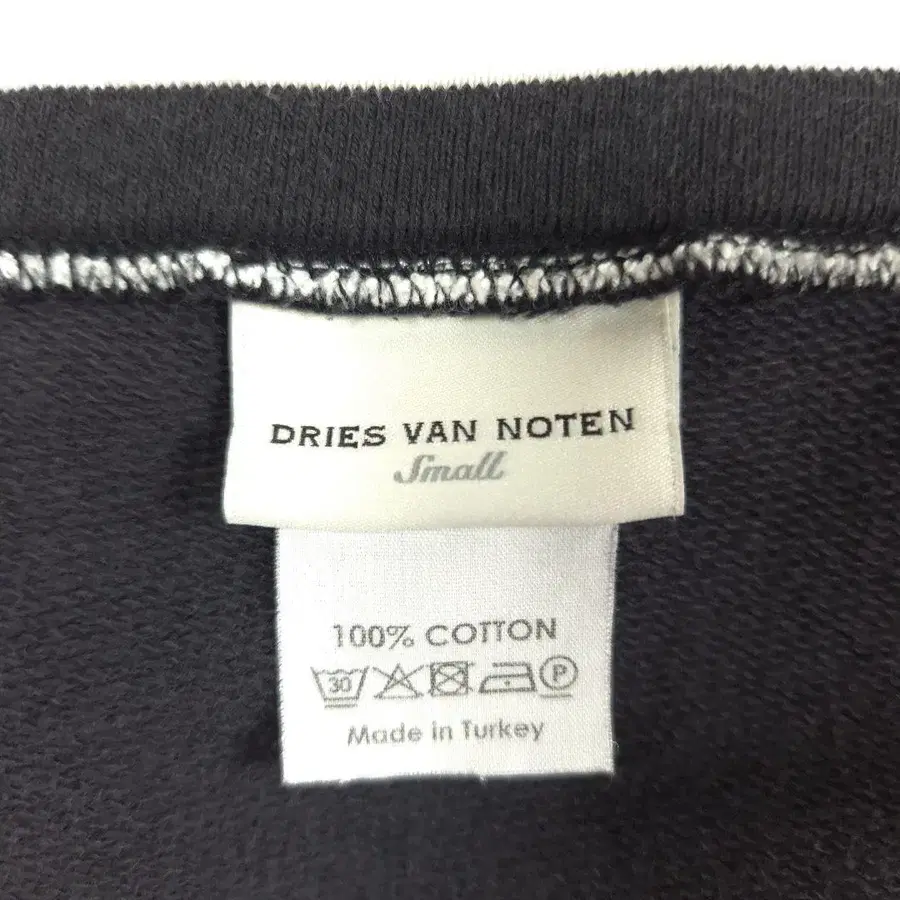 DRIES VAN NOTEN
Small
100% COTTON
30 P
Made in Turkey